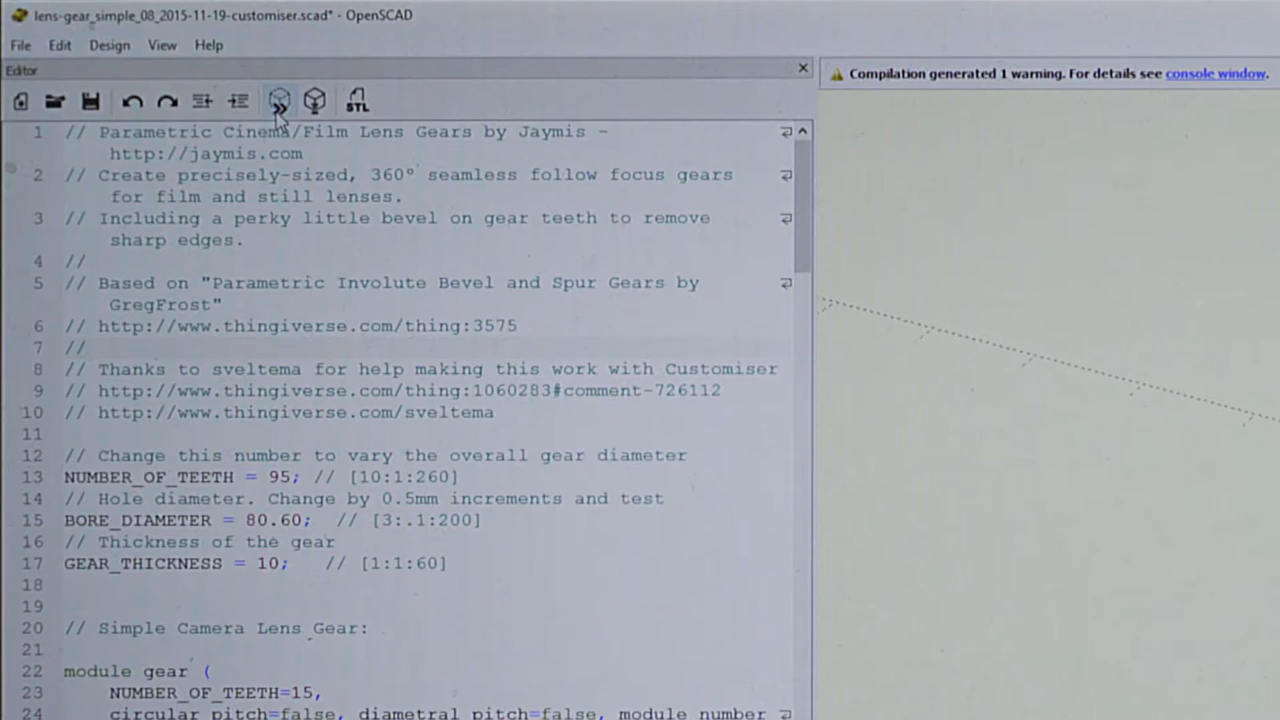 lens-gear_simple_08_2015-11-19-customiser.scad* - OpenSCAD
File Edit Design View Help
Editor
Compilation generated 1 warning. For details see console window.
STL
1 // Parametric Cinema/Film Lens Gears by Jaymis -
http://jaymis.com
2 // Create precisely-sized, 360° seamless follow focus gears
for film and still lenses.
3 // Including a perky little bevel on gear teeth to remove
sharp edges.
4 //
5 // Based on "Parametric Involute Bevel and Spur Gears by
GregFrost"
6 // http://www.thingiverse.com/thing:3575
7 //
8 // Thanks to sveltema for help making this work with Customiser
9 // http://www.thingiverse.com/thing:1060283#comment-726112
10 // http://www.thingiverse.com/sveltema
11
12 // Change this number to vary the overall gear diameter
13 NUMBER_OF_TEETH = 95; // [10:1:260]
14 // Hole diameter. Change by 0.5mm increments and test
15 BORE_DIAMETER = 80.60;  // [3:.1:200]
16 // Thickness of the gear
17 GEAR_THICKNESS = 10;   // [1:1:60]
18
19
20 // Simple Camera Lens Gear:
21
22 module gear (
23 NUMBER_OF_TEETH=15,
24 circular_pitch=false, diametral_pitch=false, module_number